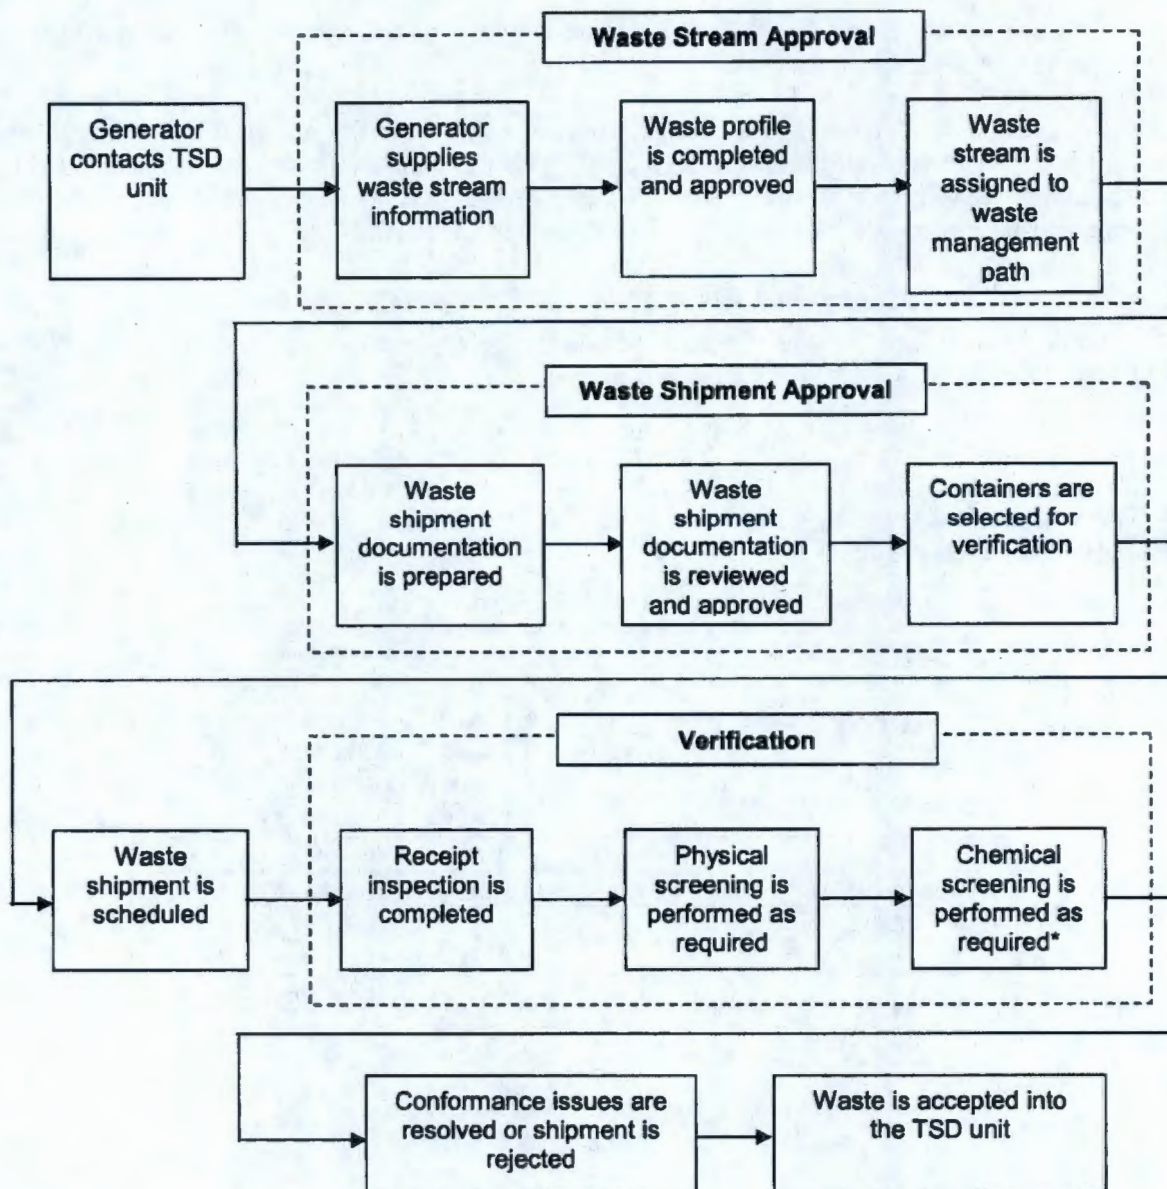 Waste Stream Approval
Generator
contacts TSD
unit
Generator
supplies
waste stream
information
Waste profile
is completed
and approved
Waste
stream is
assigned to
waste
management
path
Waste Shipment Approval
Waste
shipment
documentation
is prepared
Waste
shipment
documentation
is reviewed
and approved
Containers are
selected for
verification
Verification
Waste
shipment is
scheduled
Receipt
inspection is
completed
Physical
screening is
performed as
required
Chemical
screening is
performed as
required*
Conformance issues are
resolved or shipment is
rejected
Waste is accepted into
the TSD unit